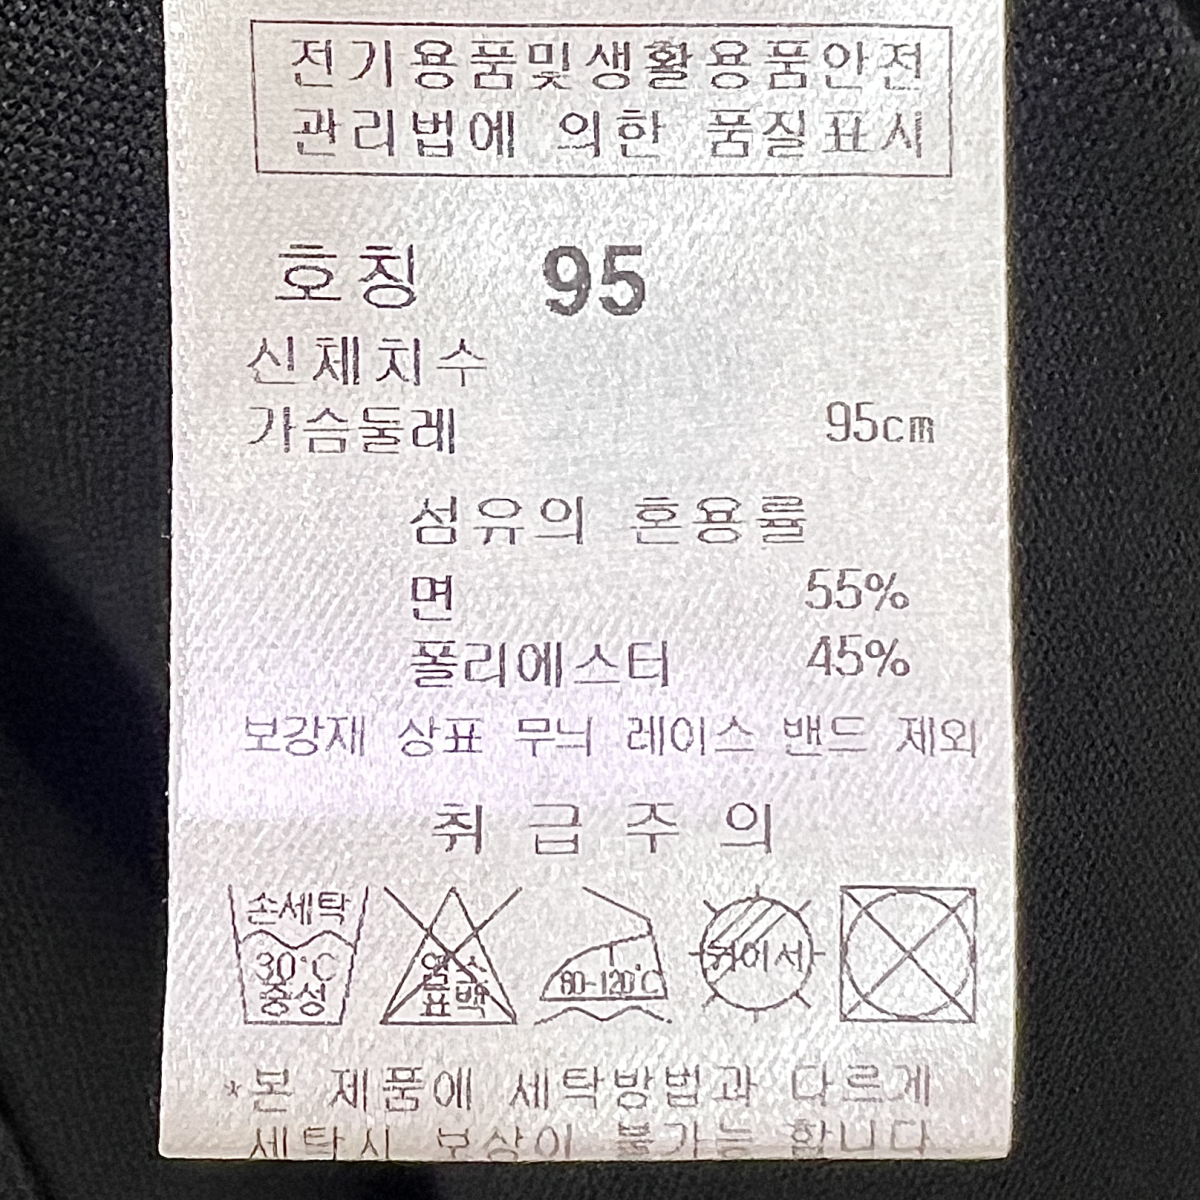 전기용품및생활용품안전
관리법에 의한 품질표시
호칭 95
신체치수
가슴둘레 95cm
섬유의 혼용률
면 55%
폴리에스터 45%
보강재 상표 무늬 레이스 밴드 제외
취급주의
손세탁
30°C
중성
염소
표백
80-120°C
뉘어서
*본 제품에 세탁방법과 다르게
세탁시 보상이 불가능 합니다.